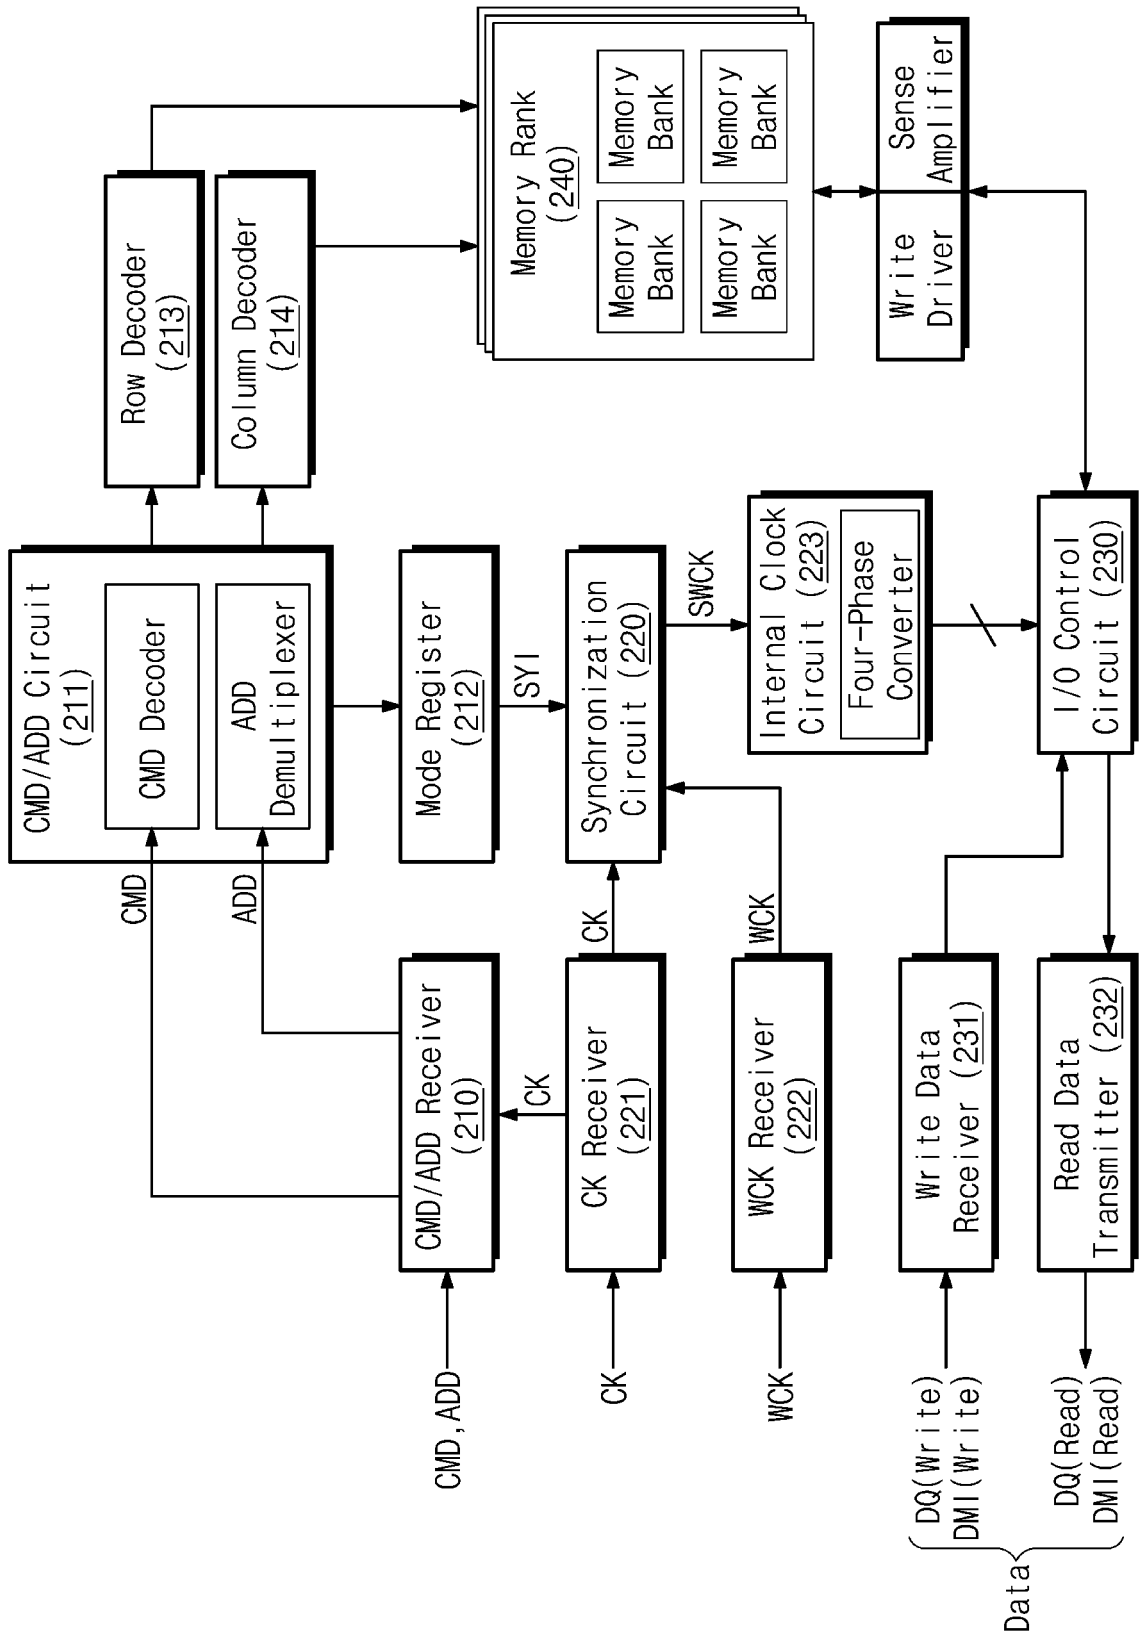 CMD/ADD Circuit
(211)
CMD Decoder
ADD
Demultiplexer
Row Decoder
(213)
Column Decoder
(214)
CMD
ADD
CMD,ADD
CMD/ADD Receiver
(210)
Mode Register
(212)
CK
SYI
CK
CK Receiver
(221)
CK
Synchronization
Circuit (220)
SWCK
WCK
WCK Receiver
(222)
WCK
Internal Clock
Circuit (223)
Four-Phase
Converter
Memory Rank
(240)
Memory
Bank
Memory
Bank
Memory
Bank
Memory
Bank
Write
Driver
Sense
Amplifier
Data
DQ(Write)
DMI(Write)
Write Data
Receiver (231)
DQ(Read)
DMI(Read)
Read Data
Transmitter (232)
I/O Control
Circuit (230)